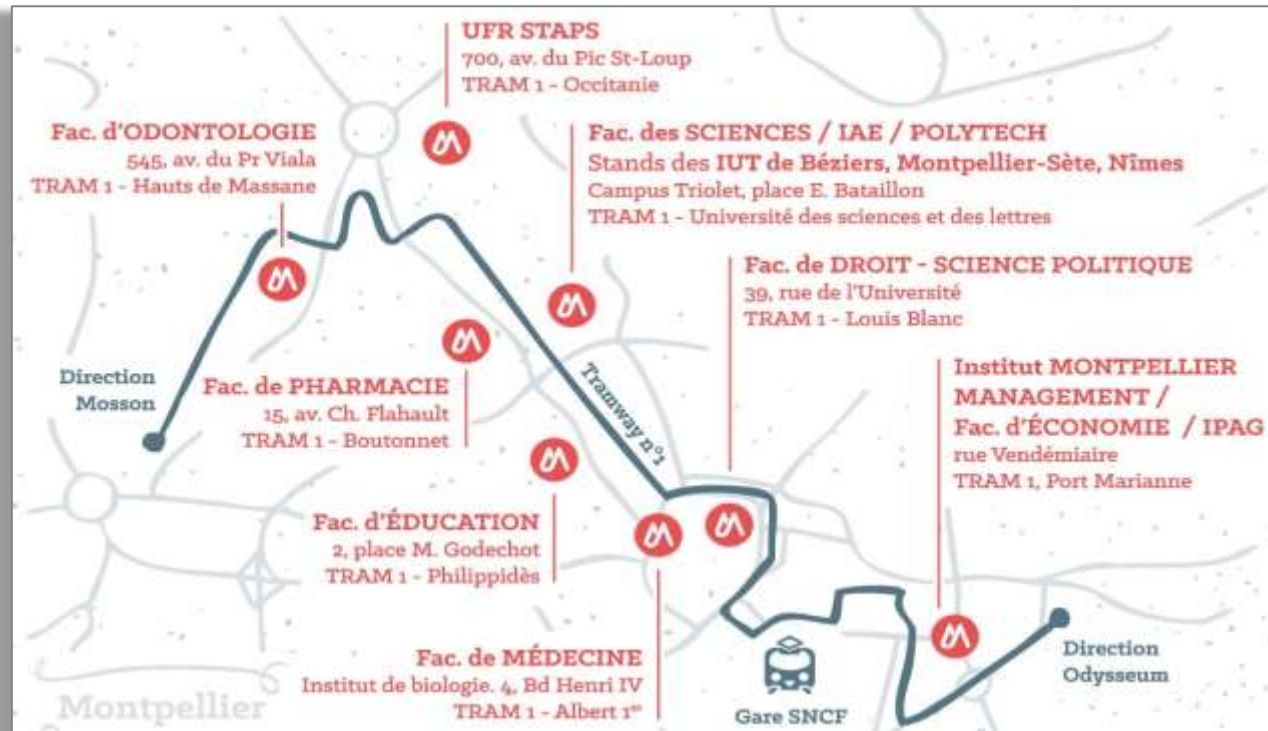 UFR STAPS
700, av. du Pic St-Loup
TRAM 1 - Occitanie
Fac. d'ODONTOLOGIE
545, av. du Pr Viala
TRAM 1 - Hauts de Massane
Fac. des SCIENCES / IAE / POLYTECH
Stands des IUT de Béziers, Montpellier-Sète, Nîmes
Campus Triolet, place E. Bataillon
TRAM 1 - Université des sciences et des lettres
Fac. de DROIT - SCIENCE POLITIQUE
39, rue de l'Université
TRAM 1 - Louis Blanc
Direction
Mosson
Fac. de PHARMACIE
15, av. Ch. Flahault
TRAM 1 - Boutonnet
Tramway n°1
Institut MONTPELLIER
MANAGEMENT /
Fac. d'ÉCONOMIE / IPAG
rue Vendémiaire
TRAM 1, Port Marianne
Fac. d'ÉDUCATION
2, place M. Godechot
TRAM 1 - Philippidès
Fac. de MÉDECINE
Institut de biologie. 4, Bd Henri IV
TRAM 1 - Albert 1er
Direction
Odysseum
Montpellier
Gare SNCF